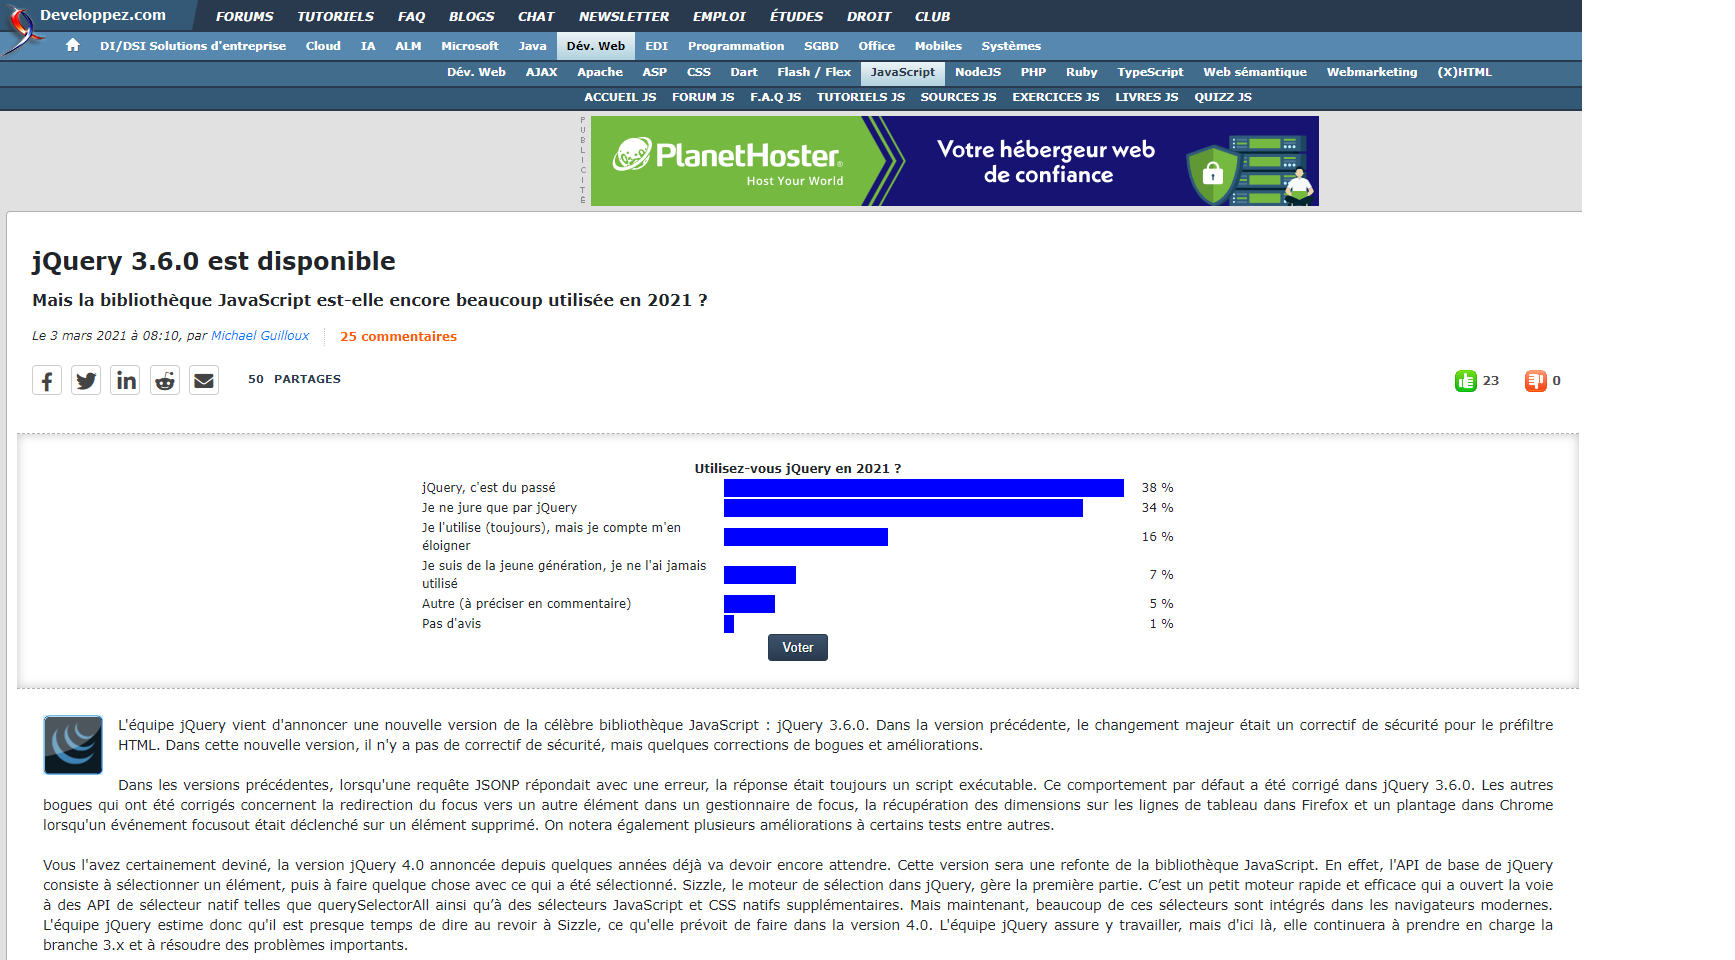 Developpez.com
FORUMS TUTORIELS FAQ BLOGS CHAT NEWSLETTER EMPLOI ÉTUDES DROIT CLUB
DI/DSI Solutions d'entreprise Cloud IA ALM Microsoft Java Dév. Web EDI Programmation SGBD Office Mobiles Systèmes
Dév. Web AJAX Apache ASP CSS Dart Flash / Flex JavaScript NodeJS PHP Ruby TypeScript Web sémantique Webmarketing (X)HTML
ACCUEIL JS FORUM JS F.A.Q JS TUTORIELS JS SOURCES JS EXERCICES JS LIVRES JS QUIZZ JS
PUBLICITÉ
PlanetHoster®
Host Your World
Votre hébergeur web
de confiance
jQuery 3.6.0 est disponible
Mais la bibliothèque JavaScript est-elle encore beaucoup utilisée en 2021 ?
Le 3 mars 2021 à 08:10, par Michael Guilloux 25 commentaires
50 PARTAGES 23 0
Utilisez-vous jQuery en 2021 ?
jQuery, c'est du passé 38 %
Je ne jure que par jQuery 34 %
Je l'utilise (toujours), mais je compte m'en
éloigner 16 %
Je suis de la jeune génération, je ne l'ai jamais
utilisé 7 %
Autre (à préciser en commentaire) 5 %
Pas d'avis 1 %
Voter
L'équipe jQuery vient d'annoncer une nouvelle version de la célèbre bibliothèque JavaScript : jQuery 3.6.0. Dans la version précédente, le changement majeur était un correctif de sécurité pour le préfiltre
HTML. Dans cette nouvelle version, il n'y a pas de correctif de sécurité, mais quelques corrections de bogues et améliorations.
Dans les versions précédentes, lorsqu'une requête JSONP répondait avec une erreur, la réponse était toujours un script exécutable. Ce comportement par défaut a été corrigé dans jQuery 3.6.0. Les autres
bogues qui ont été corrigés concernent la redirection du focus vers un autre élément dans un gestionnaire de focus, la récupération des dimensions sur les lignes de tableau dans Firefox et un plantage dans Chrome
lorsqu'un événement focusout était déclenché sur un élément supprimé. On notera également plusieurs améliorations à certains tests entre autres.
Vous l'avez certainement deviné, la version jQuery 4.0 annoncée depuis quelques années déjà va devoir encore attendre. Cette version sera une refonte de la bibliothèque JavaScript. En effet, l'API de base de jQuery
consiste à sélectionner un élément, puis à faire quelque chose avec ce qui a été sélectionné. Sizzle, le moteur de sélection dans jQuery, gère la première partie. C’est un petit moteur rapide et efficace qui a ouvert la voie
à des API de sélecteur natif telles que querySelectorAll ainsi qu’à des sélecteurs JavaScript et CSS natifs supplémentaires. Mais maintenant, beaucoup de ces sélecteurs sont intégrés dans les navigateurs modernes.
L'équipe jQuery estime donc qu'il est presque temps de dire au revoir à Sizzle, ce qu'elle prévoit de faire dans la version 4.0. L'équipe jQuery assure y travailler, mais d'ici là, elle continuera à prendre en charge la
branche 3.x et à résoudre des problèmes importants.